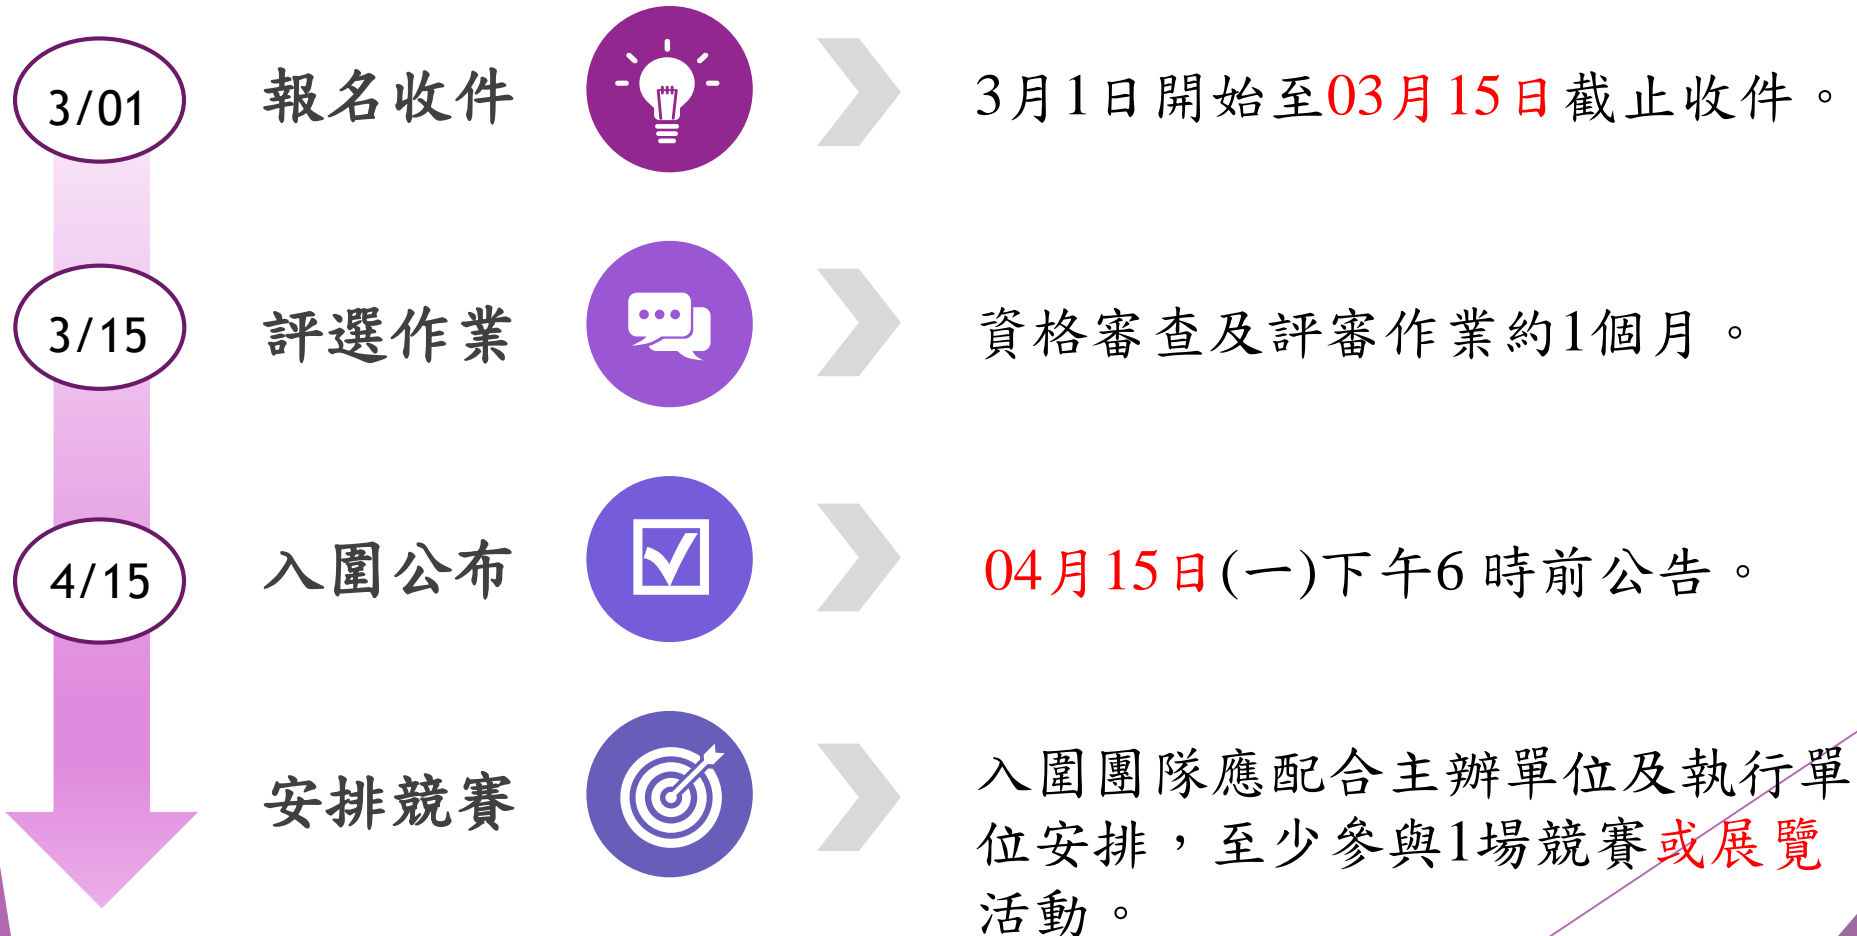 3/01
報名收件
3月1日開始至03月15日截止收件。
3/15
評選作業
資格審查及評審作業約1個月。
4/15
入圍公布
04月15日(一)下午6 時前公告。
安排競賽
入圍團隊應配合主辦單位及執行單
位安排，至少參與1場競賽或展覽
活動。